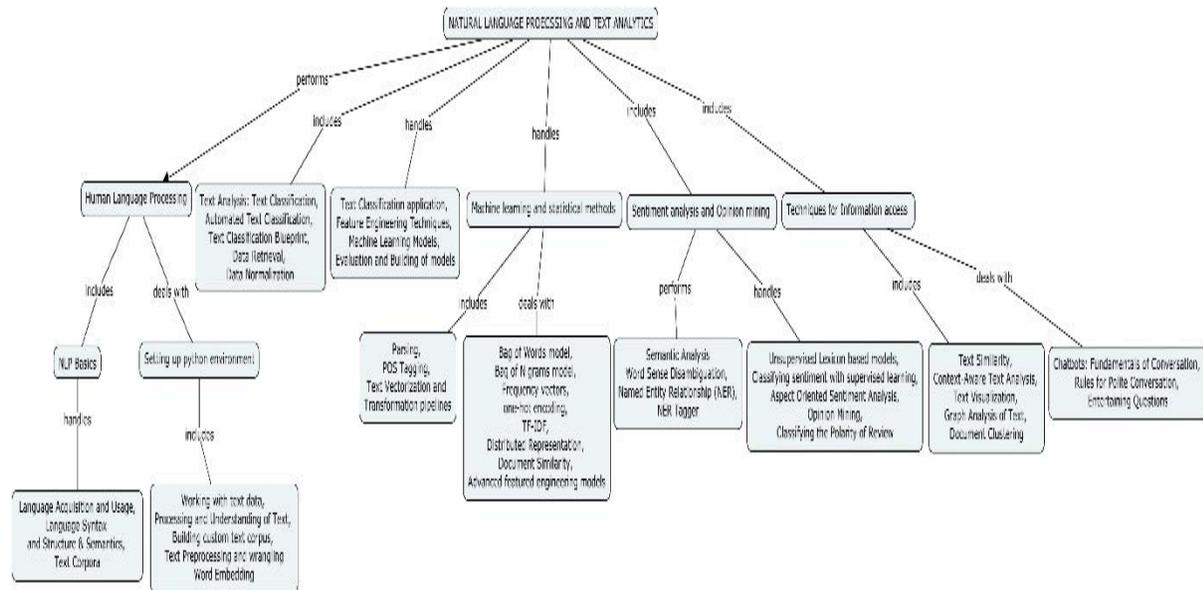 NATURAL LANGUAGE PROECSSING AND TEXT ANALYTICS
performs
includes
handles
handles
includes
includes
Human Language Processing
Text Analysis: Text Classification,
Automated Text Classification,
Text Classification Blueprint,
Data Retrieval,
Data Normalization
Text Classification application,
Feature Engineering Techniques,
Machine Learning Models,
Evaluation and Building of models
Machine learning and statistical methods
Sentiment analysis and Opinion mining
Techniques for Information access
includes
deals with
includes
deals with
performs
handles
includes
deals with
NLP Basics
Setting up python environment
Parsing,
POS Tagging,
Text Vectorization and
Transformation pipelines
Bag of Words model,
Bag of N grams model,
Frequency vectors,
one-hot encoding,
TF-IDF,
Distributed Representation,
Document Similarity,
Advanced featured engineering models
Semantic Analysis
Word Sense Disambiguation,
Named Entity Relationship (NER),
NER Tagger
Unsupervised Lexicon based models,
Classifying sentiment with supervised learning,
Aspect Oriented Sentiment Analysis,
Opinion Mining,
Classifying the Polarity of Review
Text Similarity,
Context-Aware Text Analysis,
Text Visualization,
Graph Analysis of Text,
Document Clustering
Chatbots: Fundamentals of Conversation,
Rules for Polite Conversation,
Entertaining Questions
handles
includes
Language Acquisition and Usage,
Language Syntax
and Structure & Semantics,
Text Corpora
Working with text data,
Processing and Understanding of Text,
Building custom text corpus,
Text Preprocessing and wrangling
Word Embedding